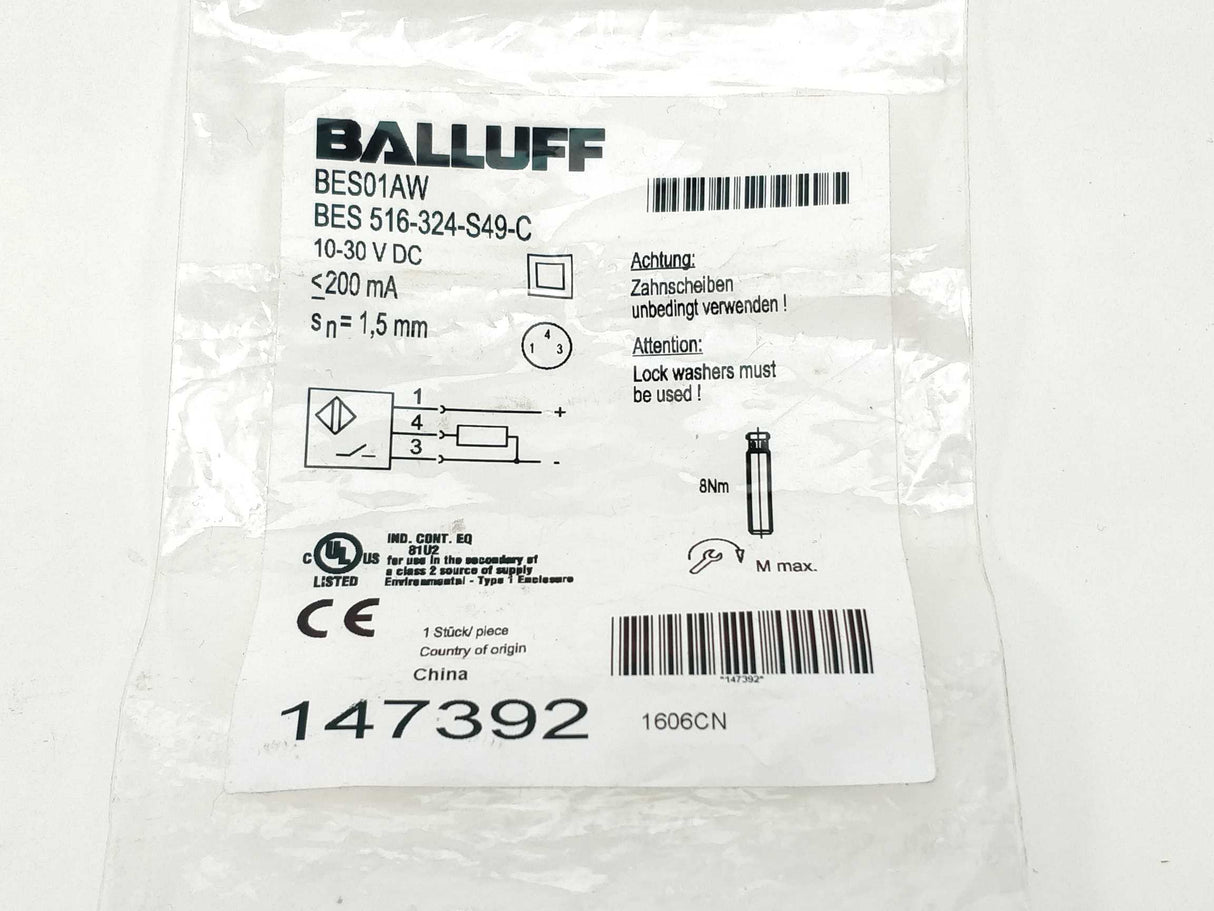 BALLUFF
BES01AW
BES 516-324-S49-C
10-30 V DC
≤200 mA
sn= 1,5 mm
4
1 3
Achtung:
Zahnscheiben
unbedingt verwenden !
Attention:
Lock washers must
be used !
1
+
4
3
-
8Nm
M max.
C UL US
LISTED
IND. CONT. EQ
81U2
for use in the secondary of
a class 2 source of supply
Environmental - Type 1 Enclosure
CE
1 Stück/ piece
Country of origin
China
"147392"
147392
1606CN